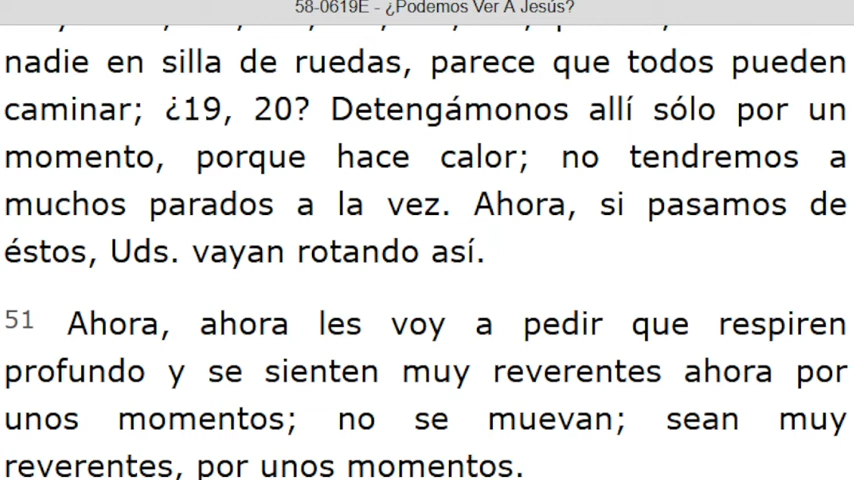 58-0619E - ¿Podemos Ver A Jesús?
nadie en silla de ruedas, parece que todos pueden
caminar; ¿19, 20? Detengámonos allí sólo por un
momento, porque hace calor; no tendremos a
muchos parados a la vez. Ahora, si pasamos de
éstos, Uds. vayan rotando así.
51 Ahora, ahora les voy a pedir que respiren
profundo y se sienten muy reverentes ahora por
unos momentos; no se muevan; sean muy
reverentes, por unos momentos.